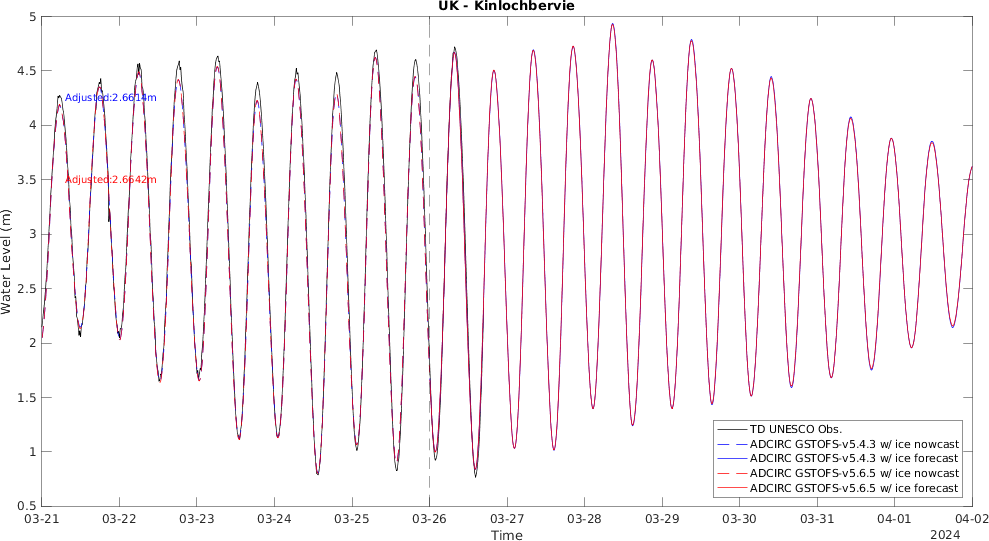 UK - Kinlochbervie
5
4.5
4
3.5
3
2.5
2
1.5
1
0.5
Water Level (m)
Adjusted:2.6614m
Adjusted:2.6642m
TD UNESCO Obs.
ADCIRC GSTOFS-v5.4.3 w/ ice nowcast
ADCIRC GSTOFS-v5.4.3 w/ ice forecast
ADCIRC GSTOFS-v5.6.5 w/ ice nowcast
ADCIRC GSTOFS-v5.6.5 w/ ice forecast
03-21 03-22 03-23 03-24 03-25 03-26 03-27 03-28 03-29 03-30 03-31 04-01 04-02
Time
2024